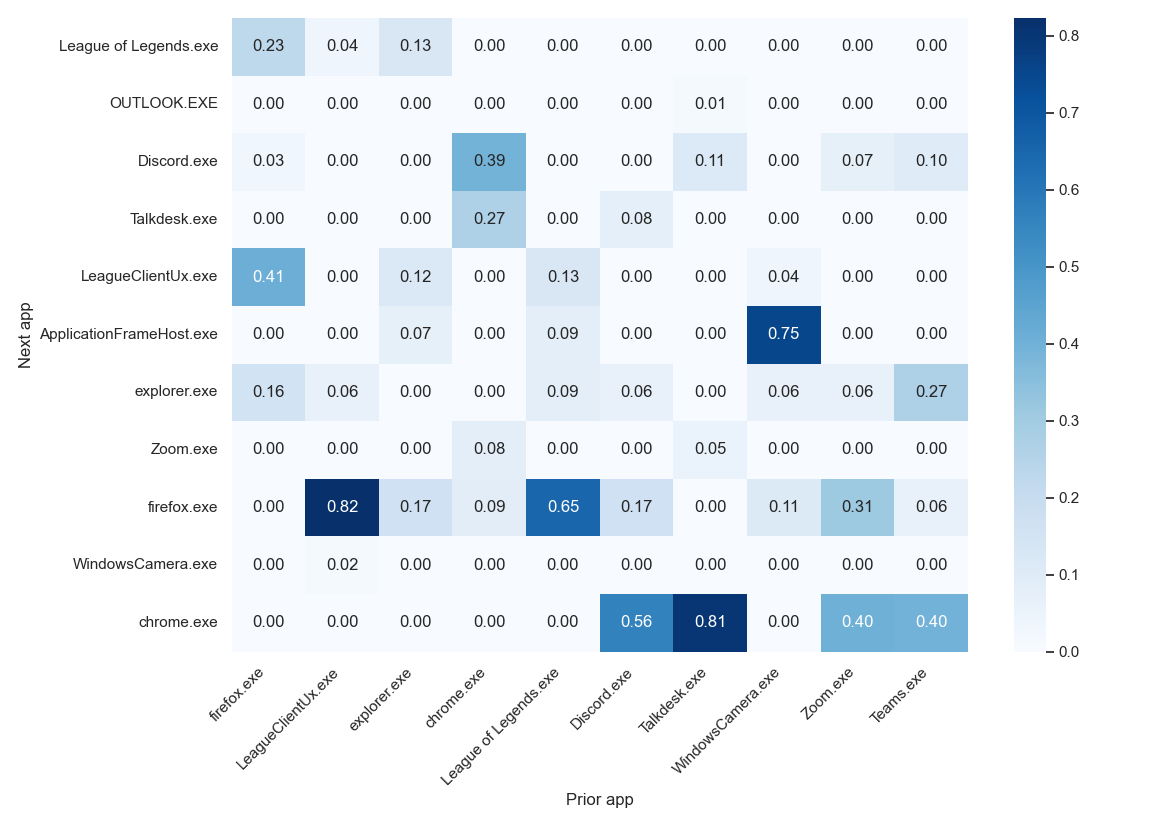 League of Legends.exe 0.23 0.04 0.13 0.00 0.00 0.00 0.00 0.00 0.00 0.00
OUTLOOK.EXE 0.00 0.00 0.00 0.00 0.00 0.00 0.01 0.00 0.00 0.00
Discord.exe 0.03 0.00 0.00 0.39 0.00 0.00 0.11 0.00 0.07 0.10
Talkdesk.exe 0.00 0.00 0.00 0.27 0.00 0.08 0.00 0.00 0.00 0.00
LeagueClientUx.exe 0.41 0.00 0.12 0.00 0.13 0.00 0.00 0.04 0.00 0.00
ApplicationFrameHost.exe 0.00 0.00 0.07 0.00 0.09 0.00 0.00 0.75 0.00 0.00
explorer.exe 0.16 0.06 0.00 0.00 0.09 0.06 0.00 0.06 0.06 0.27
Zoom.exe 0.00 0.00 0.00 0.08 0.00 0.00 0.05 0.00 0.00 0.00
firefox.exe 0.00 0.82 0.17 0.09 0.65 0.17 0.00 0.11 0.31 0.06
WindowsCamera.exe 0.00 0.02 0.00 0.00 0.00 0.00 0.00 0.00 0.00 0.00
chrome.exe 0.00 0.00 0.00 0.00 0.00 0.56 0.81 0.00 0.40 0.40
Next app
firefox.exe
LeagueClientUx.exe
explorer.exe
chrome.exe
League of Legends.exe
Discord.exe
Talkdesk.exe
WindowsCamera.exe
Zoom.exe
Teams.exe
Prior app
0.8
0.7
0.6
0.5
0.4
0.3
0.2
0.1
0.0